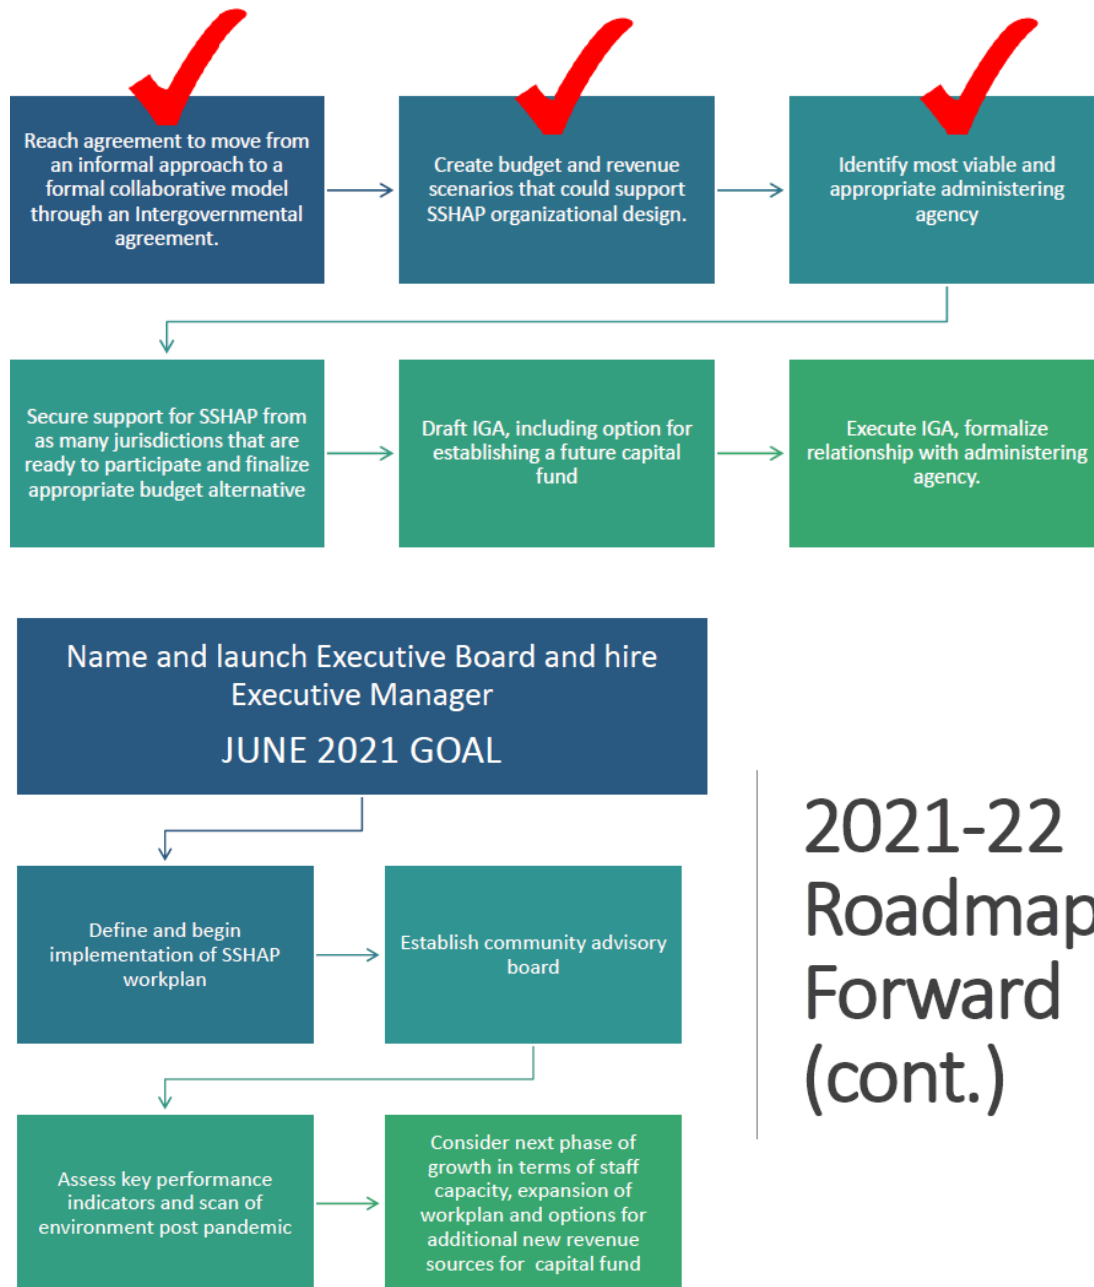 Reach agreement to move from
an informal approach to a
formal collaborative model
through an Intergovernmental
agreement.
Create budget and revenue
scenarios that could support
SSHAP organizational design.
Identify most viable and
appropriate administering
agency
Secure support for SSHAP from
as many jurisdictions that are
ready to participate and finalize
appropriate budget alternative
Draft IGA, including option for
establishing a future capital
fund
Execute IGA, formalize
relationship with administering
agency.
Name and launch Executive Board and hire
Executive Manager
JUNE 2021 GOAL
Define and begin
implementation of SSHAP
workplan
Establish community advisory
board
Assess key performance
indicators and scan of
environment post pandemic
Consider next phase of
growth in terms of staff
capacity, expansion of
workplan and options for
additional new revenue
sources for capital fund
2021-22
Roadmap
Forward
(cont.)